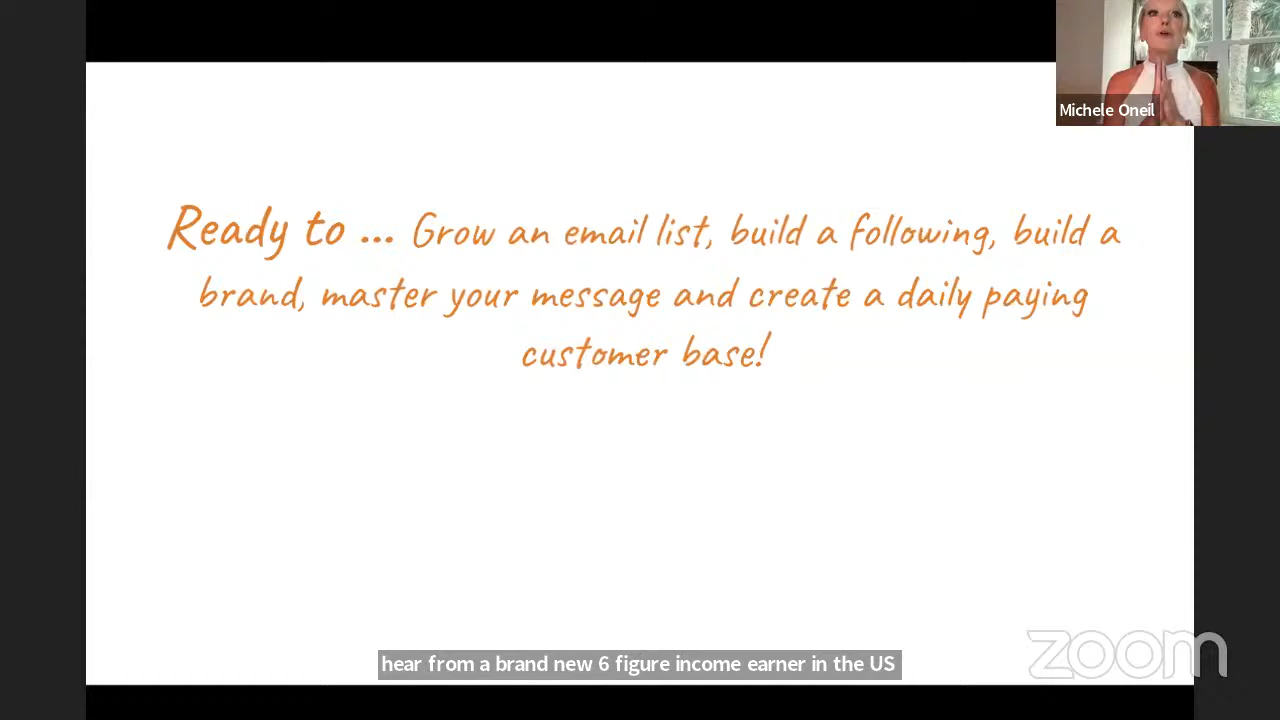 Michele Oneil
Ready to ... Grow an email list, build a following, build a
brand, master your message and create a daily paying
customer base!
hear from a brand new 6 figure income earner in the US
zoom